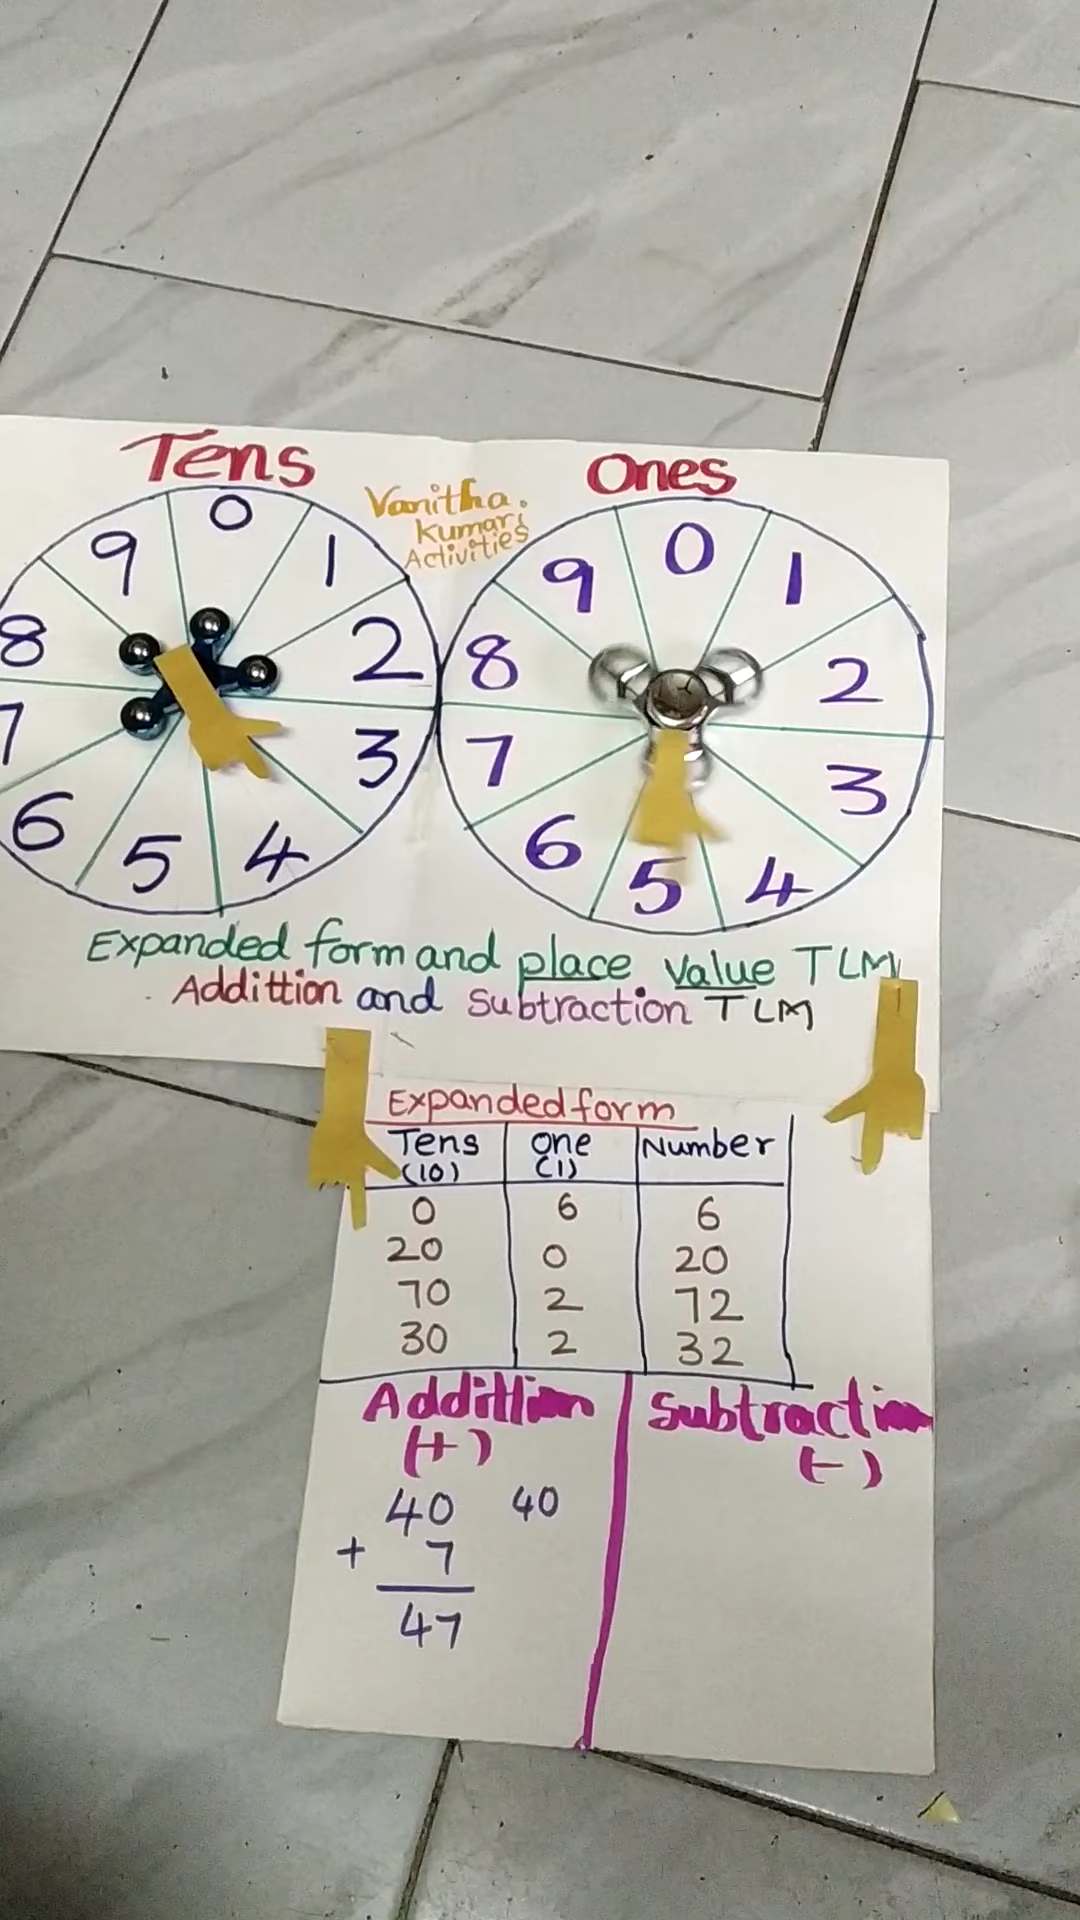 Tens
Ones
Vanitha.
Kumari
Activities
0
1
2
3
4
5
6
7
8
9
0
1
2
3
4
5
6
7
8
9
Expanded form and place value TLM
Addittion and Subtraction TLM
Expanded form
Tens One Number
(10) (1)
0 6 6
20 0 20
70 2 72
30 2 32
Addittion Subtraction
(+) (-)
40 40
+ 7
47